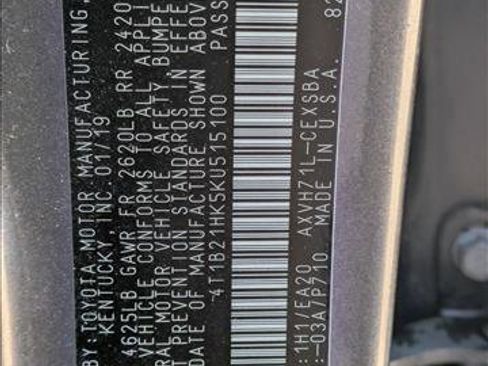 BY:TOYOTA MOTOR MANUFACTURING,
KENTUCKY, INC.01/19
4625LB GAWR FR 2620LB RR 2420
VEHICLE CONFORMS TO ALL APPLI
RAL MOTOR VEHICLE SAFETY, BUMPE
T PREVENTION STANDARDS IN EFFE
DATE OF MANUFACTURE SHOWN ABOV
4T1B21HK5KU515100 PASS
:1H1/EA20 AXVH71L-CEXSBA
:-03A7P710 MADE IN U.S.A. 82